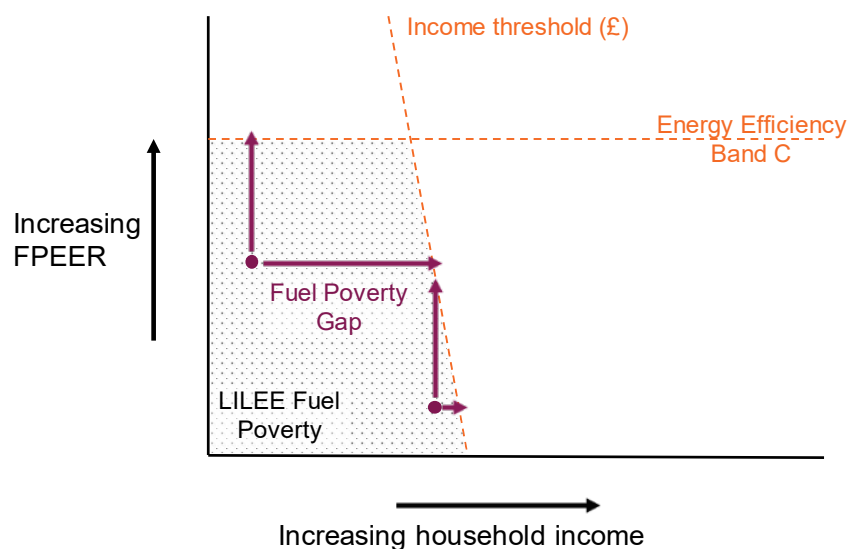 Income threshold (£)
Energy Efficiency
Band C
Increasing
FPEER
Fuel Poverty
Gap
LILEE Fuel
Poverty
Increasing household income